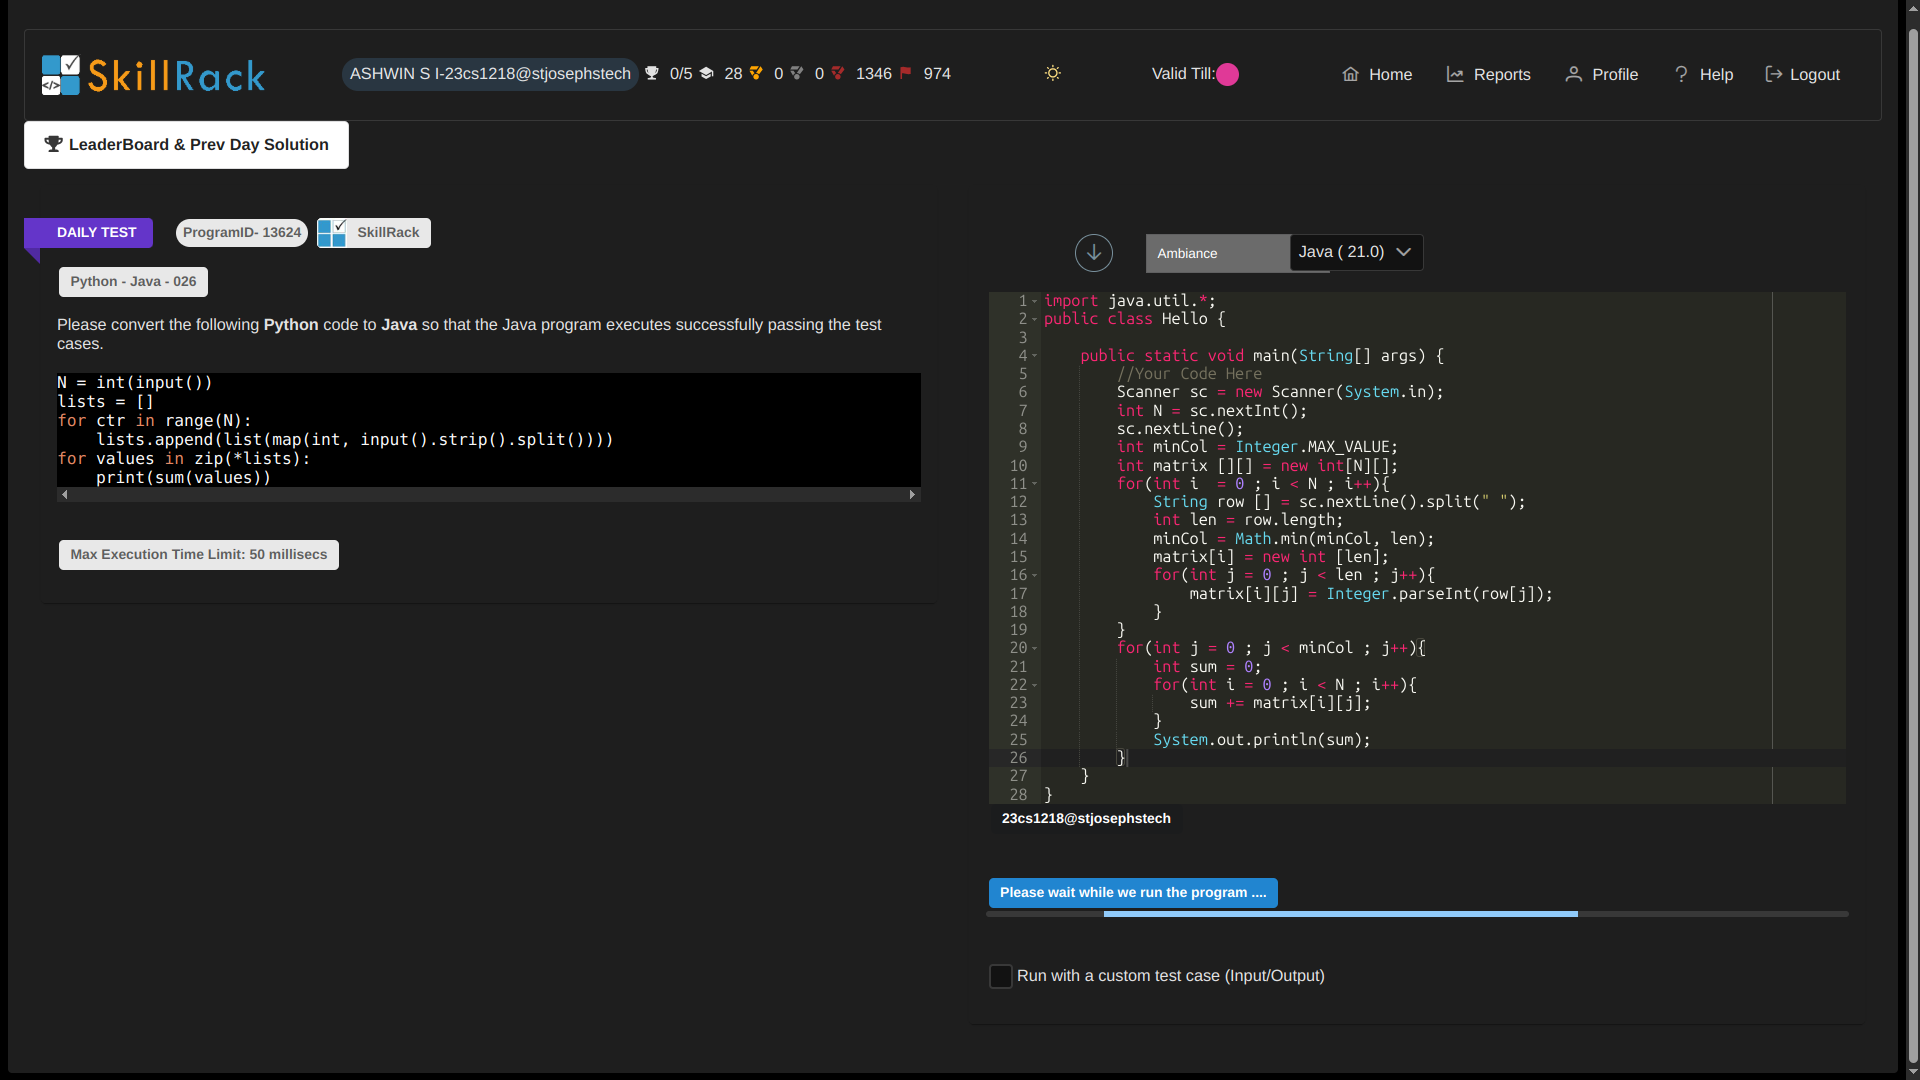 SkillRack
ASHWIN S I-23cs1218@stjosephstech 0/5 28 0 0 1346 974
Valid Till:
Home Reports Profile ? Help Logout
LeaderBoard & Prev Day Solution
DAILY TEST ProgramID- 13624 SkillRack
Python - Java - 026
Please convert the following Python code to Java so that the Java program executes successfully passing the test
cases.
N = int(input())
lists = []
for ctr in range(N):
    lists.append(list(map(int, input().strip().split())))
for values in zip(*lists):
    print(sum(values))
Max Execution Time Limit: 50 millisecs
Ambiance Java ( 21.0)
1 import java.util.*;
2 public class Hello {
3
4     public static void main(String[] args) {
5         //Your Code Here
6         Scanner sc = new Scanner(System.in);
7         int N = sc.nextInt();
8         sc.nextLine();
9         int minCol = Integer.MAX_VALUE;
10         int matrix [][] = new int[N][];
11         for(int i  = 0 ; i < N ; i++){
12             String row [] = sc.nextLine().split(" ");
13             int len = row.length;
14             minCol = Math.min(minCol, len);
15             matrix[i] = new int [len];
16             for(int j = 0 ; j < len ; j++){
17                 matrix[i][j] = Integer.parseInt(row[j]);
18             }
19         }
20         for(int j = 0 ; j < minCol ; j++){
21             int sum = 0;
22             for(int i = 0 ; i < N ; i++){
23                 sum += matrix[i][j];
24             }
25             System.out.println(sum);
26         }
27     }
28 }
23cs1218@stjosephstech
Please wait while we run the program ....
Run with a custom test case (Input/Output)